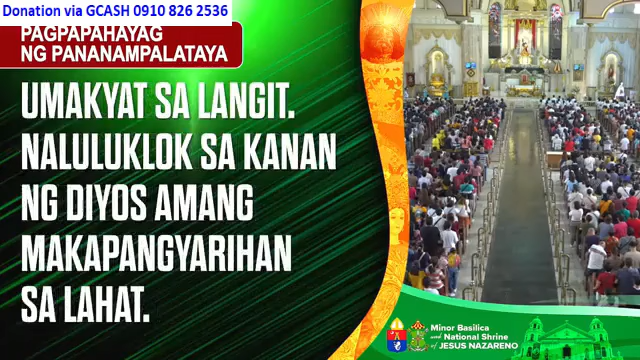 Donation via GCASH 0910 826 2536
PAGPAPAHAYAG
NG PANANAMPALATAYA
UMAKYAT SA LANGIT.
NALULUKLOK SA KANAN
NG DIYOS AMANG
MAKAPANGYARIHAN
SA LAHAT.
Minor Basilica
and National Shrine
of JESUS NAZARENO